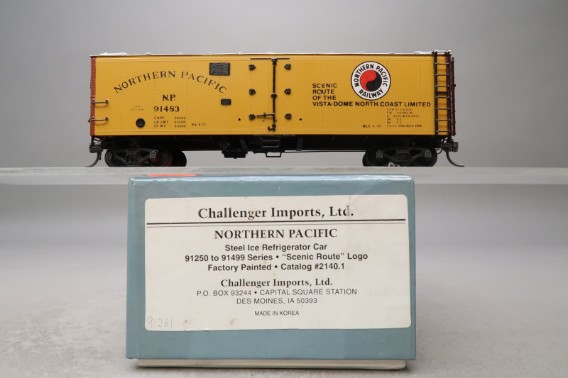 NORTHERN PACIFIC
N.P.
91483
SCENIC
ROUTE
OF THE
VISTA-DOME NORTH COAST LIMITED
NORTHERN PACIFIC
RAILWAY
Challenger Imports, Ltd.
NORTHERN PACIFIC
Steel Ice Refrigerator Car
91250 to 91499 Series • "Scenic Route" Logo
Factory Painted • Catalog #2140.1
Challenger Imports, Ltd.
P.O. BOX 93244 • CAPITAL SQUARE STATION
DES MOINES, IA 50393
MADE IN KOREA